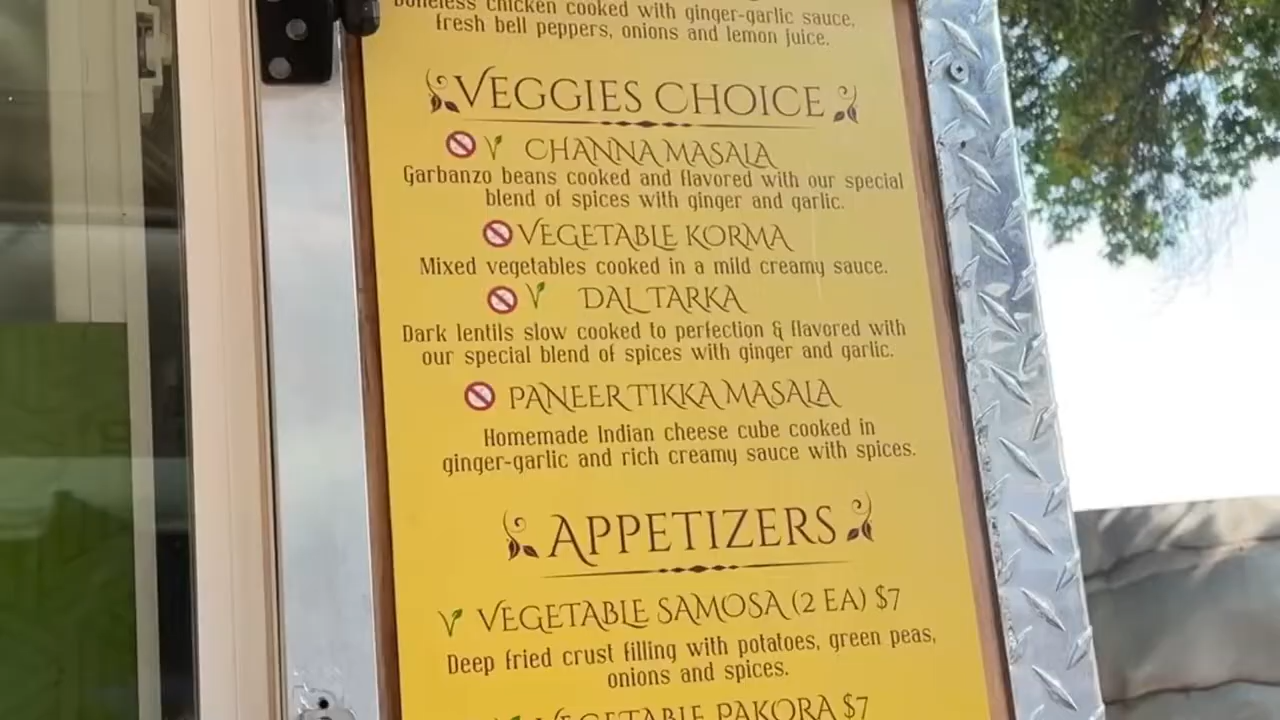 Boneless chicken cooked with ginger-garlic sauce,
fresh bell peppers, onions and lemon juice.
VEGGIES CHOICE
V CHANNA MASALA
Garbanzo beans cooked and flavored with our special
blend of spices with ginger and garlic.
VEGETABLE KORMA
Mixed vegetables cooked in a mild creamy sauce.
V DAL TARKA
Dark lentils slow cooked to perfection & flavored with
our special blend of spices with ginger and garlic.
PANEER TIKKA MASALA
Homemade Indian cheese cube cooked in
ginger-garlic and rich creamy sauce with spices.
APPETIZERS
V VEGETABLE SAMOSA (2 EA) $7
Deep fried crust filling with potatoes, green peas,
onions and spices.
VEGETABLE PAKORA $7